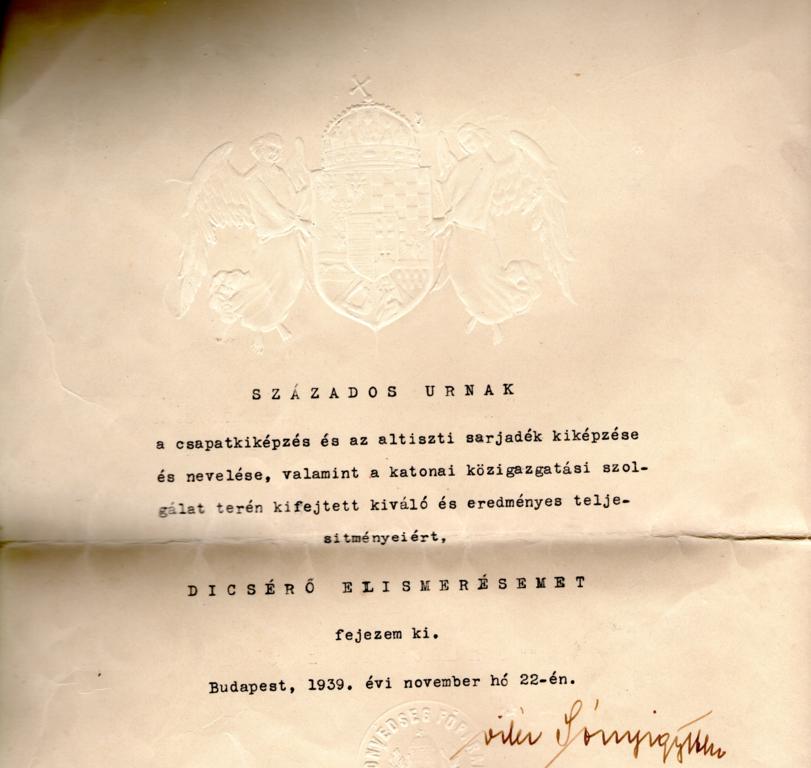 SZÁZADOS URNAK
a csapatkiképzés és az altiszti sarjadék kiképzése
és nevelése, valamint a katonai közigazgatási szol-
gálat terén kifejtett kiváló és eredményes telje-
sitményeiért,
DICSÉRŐ ELISMERÉSEMET
fejezem ki.
Budapest, 1939. évi november hó 22-én.
vitéz